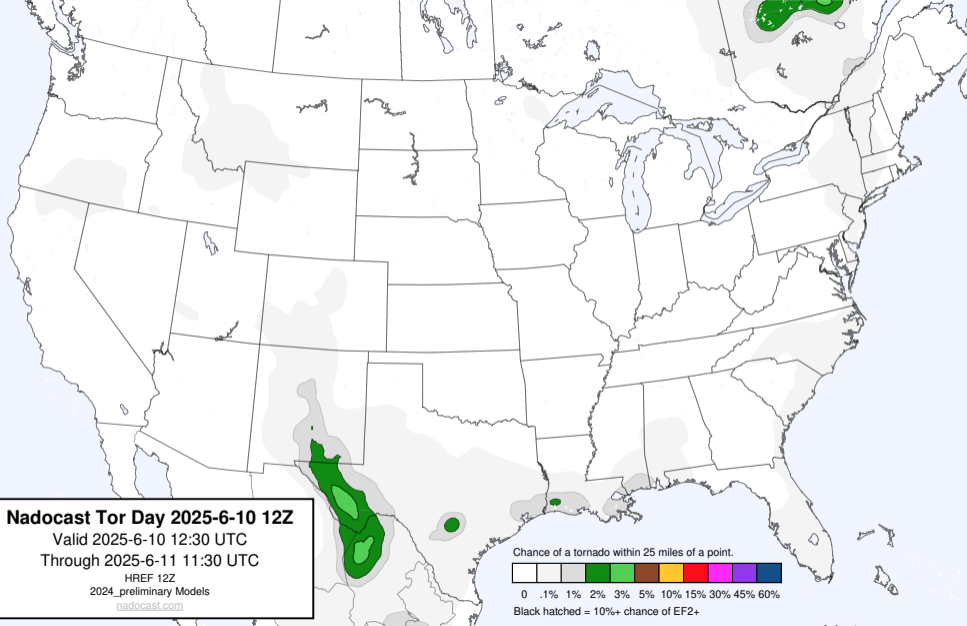 Nadocast Tor Day 2025-6-10 12Z
Valid 2025-6-10 12:30 UTC
Through 2025-6-11 11:30 UTC
HREF 12Z
2024_preliminary Models
nadocast.com
Chance of a tornado within 25 miles of a point.
0 .1% 1% 2% 3% 5% 10% 15% 30% 45% 60%
Black hatched = 10%+ chance of EF2+